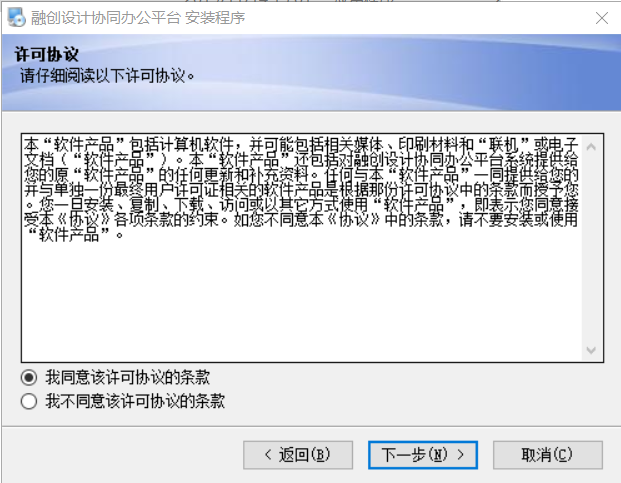 融创设计协同办公平台 安装程序
许可协议
请仔细阅读以下许可协议。
本“软件产品”包括计算机软件，并可能包括相关媒体、印刷材料和“联机”或电子
文档（“软件产品”）。本“软件产品”还包括对融创设计协同办公平台系统提供给
您的原“软件产品”的任何更新和补充资料。任何与本“软件产品”一同提供给您的
并与单独一份最终用户许可证相关的软件产品是根据那份许可协议中的条款而授予您
。您一旦安装、复制、下载、访问或以其它方式使用“软件产品”，即表示您同意接
受本《协议》各项条款的约束。如您不同意本《协议》中的条款，请不要安装或使用
“软件产品”。
我同意该许可协议的条款
我不同意该许可协议的条款
< 返回(B) 下一步(N) > 取消(C)